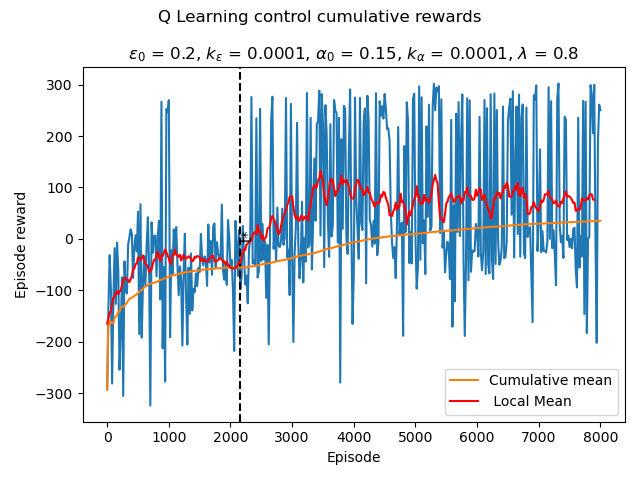 Q Learning control cumulative rewards
ε₀ = 0.2, kε = 0.0001, α₀ = 0.15, kα = 0.0001, λ = 0.8
300
200
100
0
−100
−200
−300
Episode reward
*
Cumulative mean
Local Mean
0 1000 2000 3000 4000 5000 6000 7000 8000
Episode